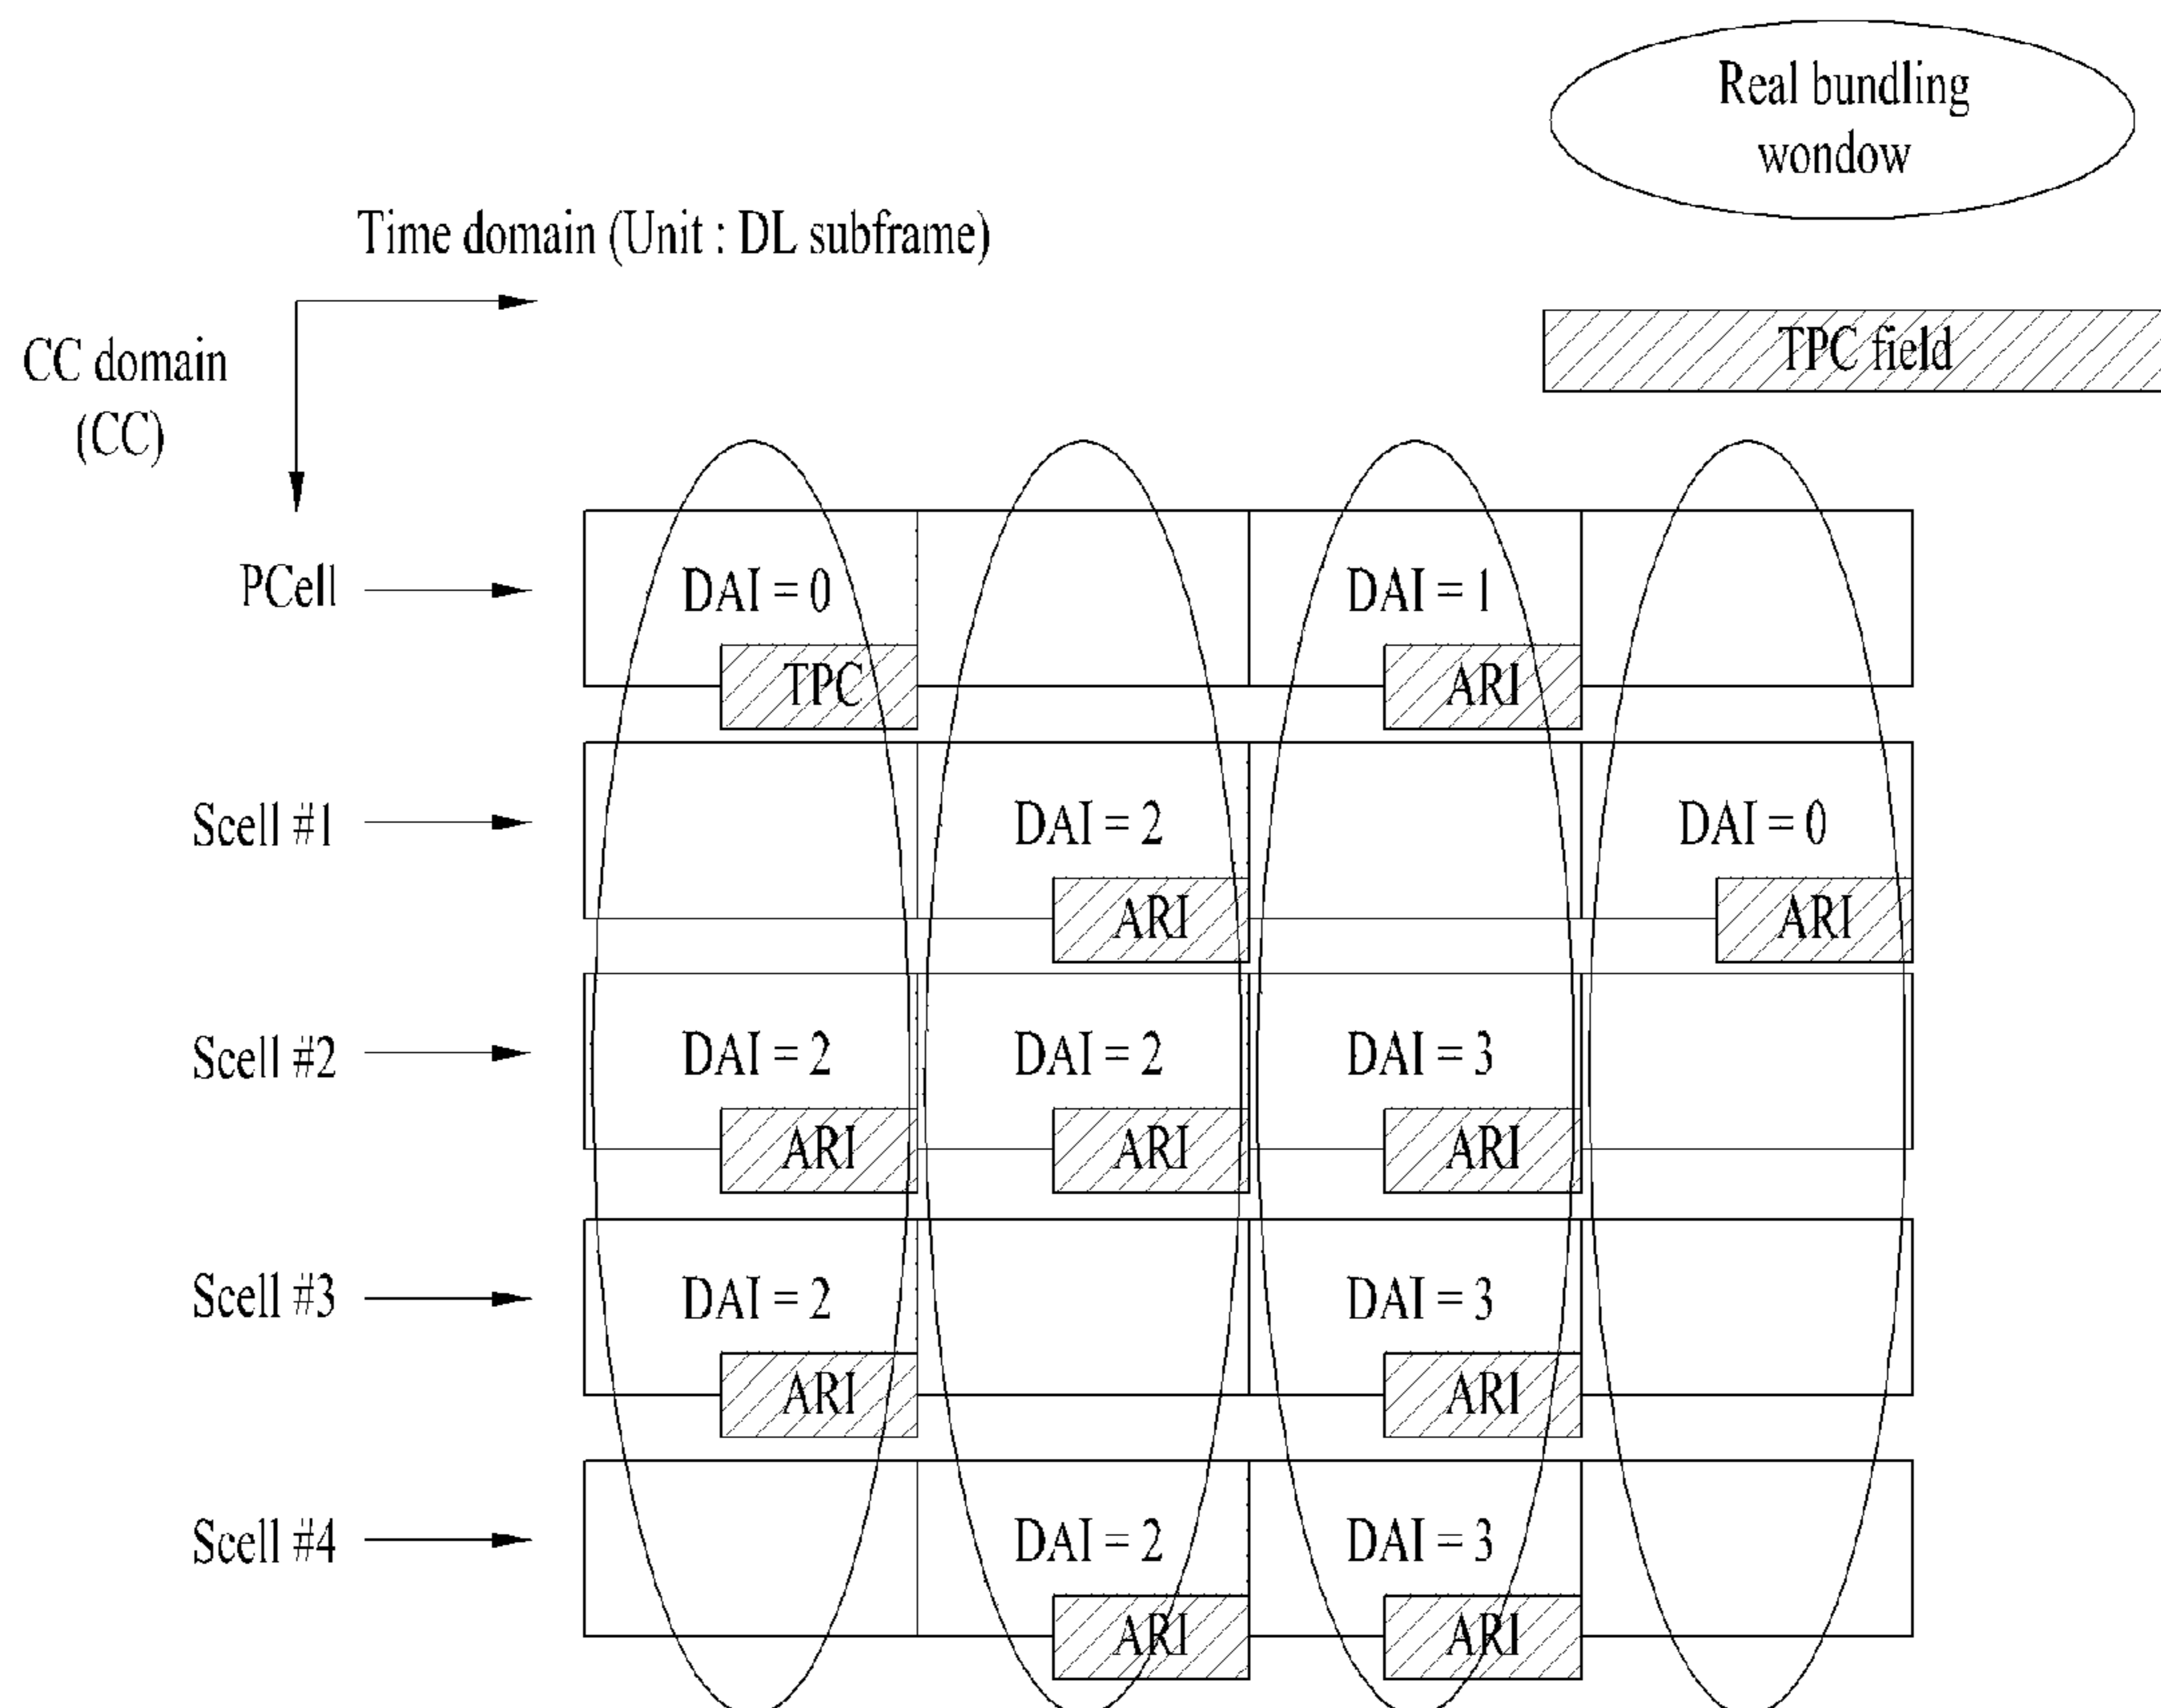 Real bundling
wondow
Time domain (Unit : DL subframe)
TPC field
CC domain
(CC)
PCell
DAI = 0
DAI = 1
TPC
ARI
Scell #1
DAI = 2
DAI = 0
ARI
ARI
Scell #2
DAI = 2
DAI = 2
DAI = 3
ARI
ARI
ARI
Scell #3
DAI = 2
DAI = 3
ARI
ARI
Scell #4
DAI = 2
DAI = 3
ARI
ARI